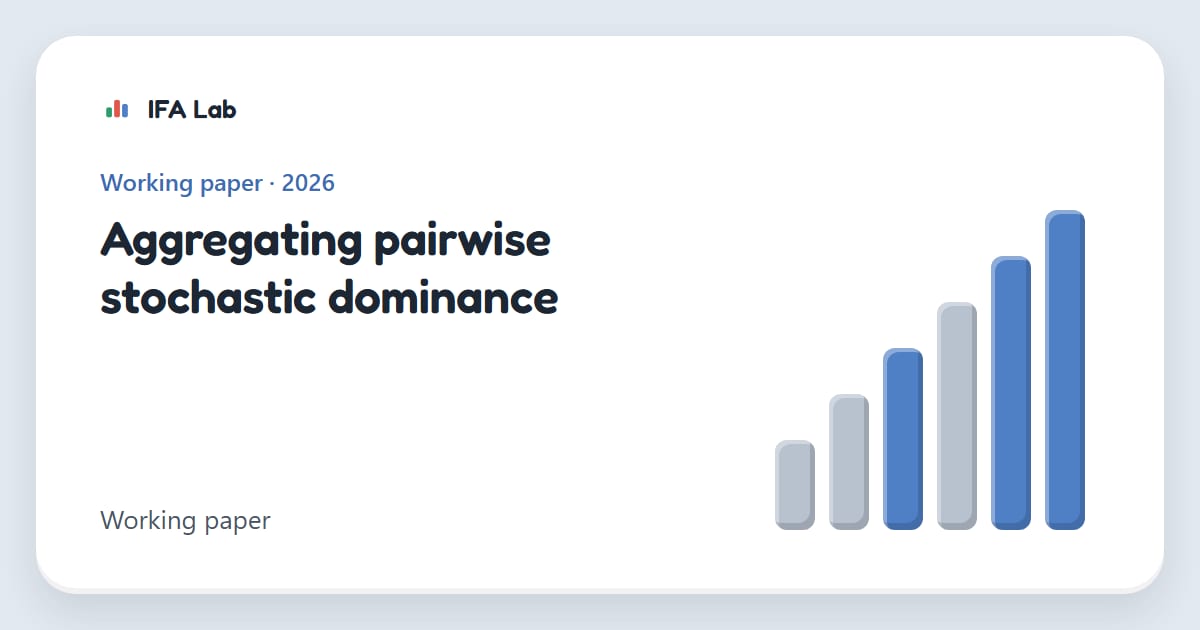 IFA Lab
Working paper · 2026
Aggregating pairwise
stochastic dominance
Working paper